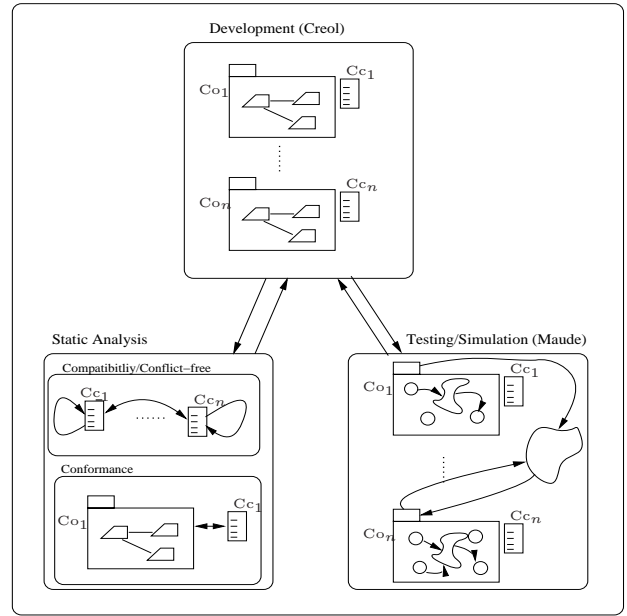 Development (Creol)
Co1
Cc1
Con
Ccn
Static Analysis
Compatibitliy/Conflict-free
Cc1
Ccn
Conformance
Co1
Cc1
Testing/Simulation (Maude)
Co1
Cc1
Con
Ccn